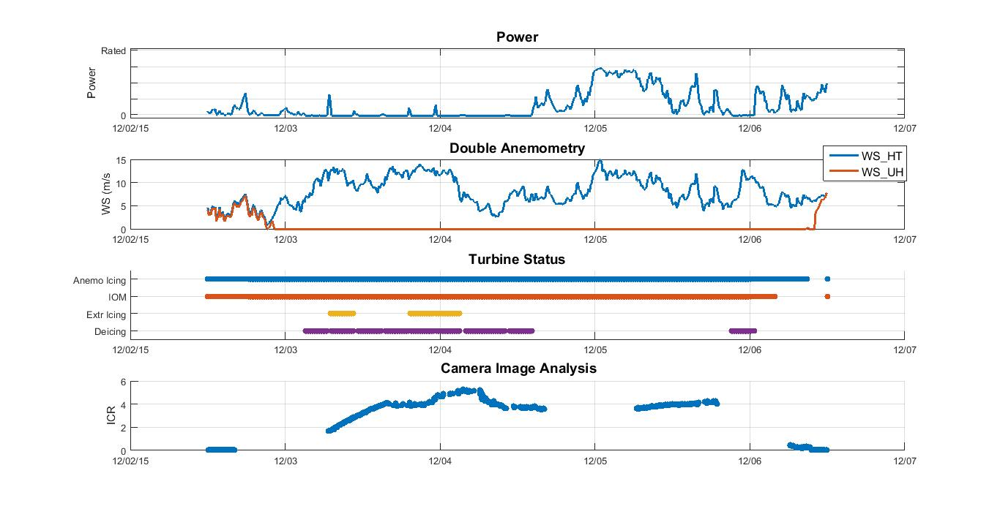 Power
Rated
Power
0
12/02/15 12/03 12/04 12/05 12/06 12/07
Double Anemometry
WS_HT
WS_UH
15
10
5
0
WS (m/s
12/02/15 12/03 12/04 12/05 12/06 12/07
Turbine Status
Anemo Icing
IOM
Extr Icing
Deicing
12/02/15 12/03 12/04 12/05 12/06 12/07
Camera Image Analysis
6
4
2
0
ICR
12/02/15 12/03 12/04 12/05 12/06 12/07